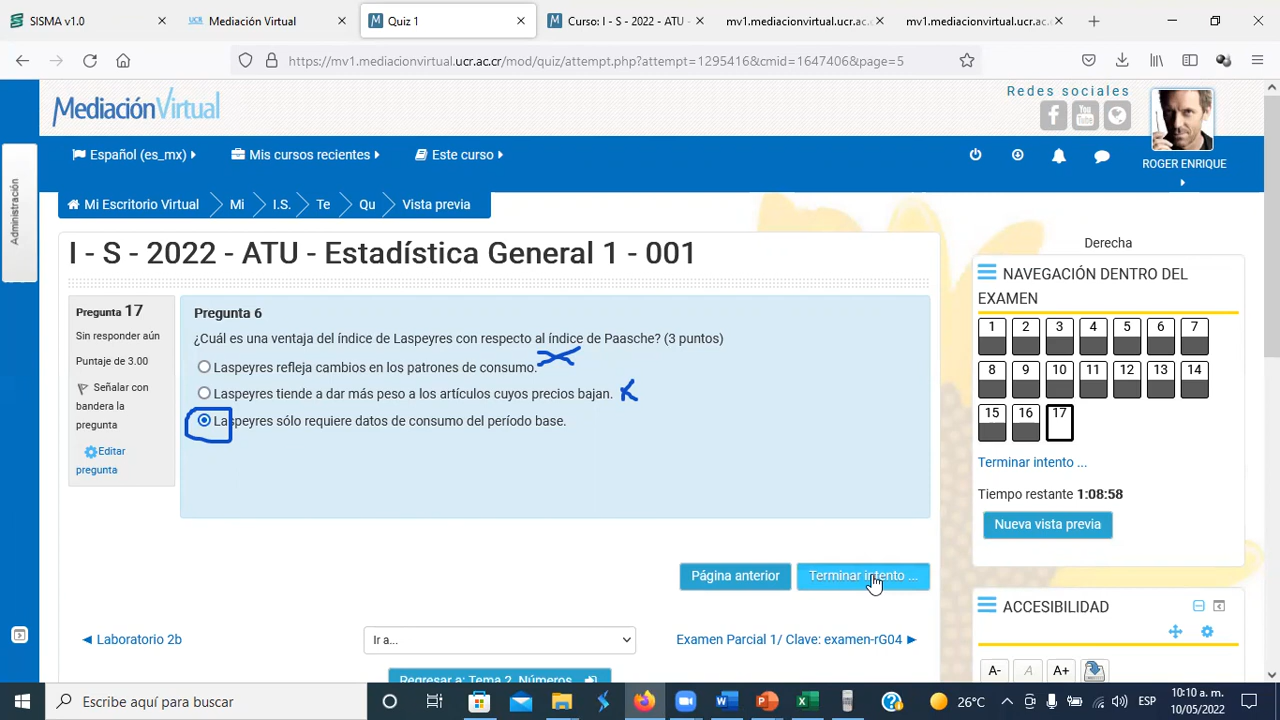 SISMA v1.0
Mediación Virtual
Quiz 1
Curso: I - S - 2022 - ATU -
mv1.mediacionvirtual.ucr.ac.c
mv1.mediacionvirtual.ucr.ac.c
https://mv1.mediacionvirtual.ucr.ac.cr/mod/quiz/attempt.php?attempt=1295416&cmid=1647406&page=5
MediaciónVirtual
Redes sociales
Español (es_mx)
Mis cursos recientes
Este curso
ROGER ENRIQUE
Administración
Mi Escritorio Virtual
Mi
I.S.
Te
Qu
Vista previa
I - S - 2022 - ATU - Estadística General 1 - 001
Pregunta 17
Sin responder aún
Puntaje de 3.00
Señalar con
bandera la
pregunta
Editar
pregunta
Pregunta 6
¿Cuál es una ventaja del índice de Laspeyres con respecto al índice de Paasche? (3 puntos)
Laspeyres refleja cambios en los patrones de consumo.
Laspeyres tiende a dar más peso a los artículos cuyos precios bajan.
Laspeyres sólo requiere datos de consumo del período base.
Página anterior
Terminar intento ...
◄ Laboratorio 2b
Ir a...
Examen Parcial 1/ Clave: examen-rG04 ►
Regresar a: Tema 2. Números
Derecha
NAVEGACIÓN DENTRO DEL
EXAMEN
1 2 3 4 5 6 7
8 9 10 11 12 13 14
15 16 17
Terminar intento ...
Tiempo restante 1:08:58
Nueva vista previa
ACCESIBILIDAD
A- A A+
Escribe aquí para buscar
26°C
ESP
10:10 a. m.
10/05/2022